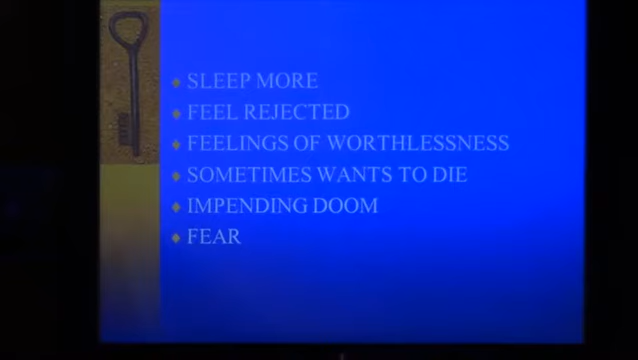 SLEEP MORE
FEEL REJECTED
FEELINGS OF WORTHLESSNESS
SOMETIMES WANTS TO DIE
IMPENDING DOOM
FEAR